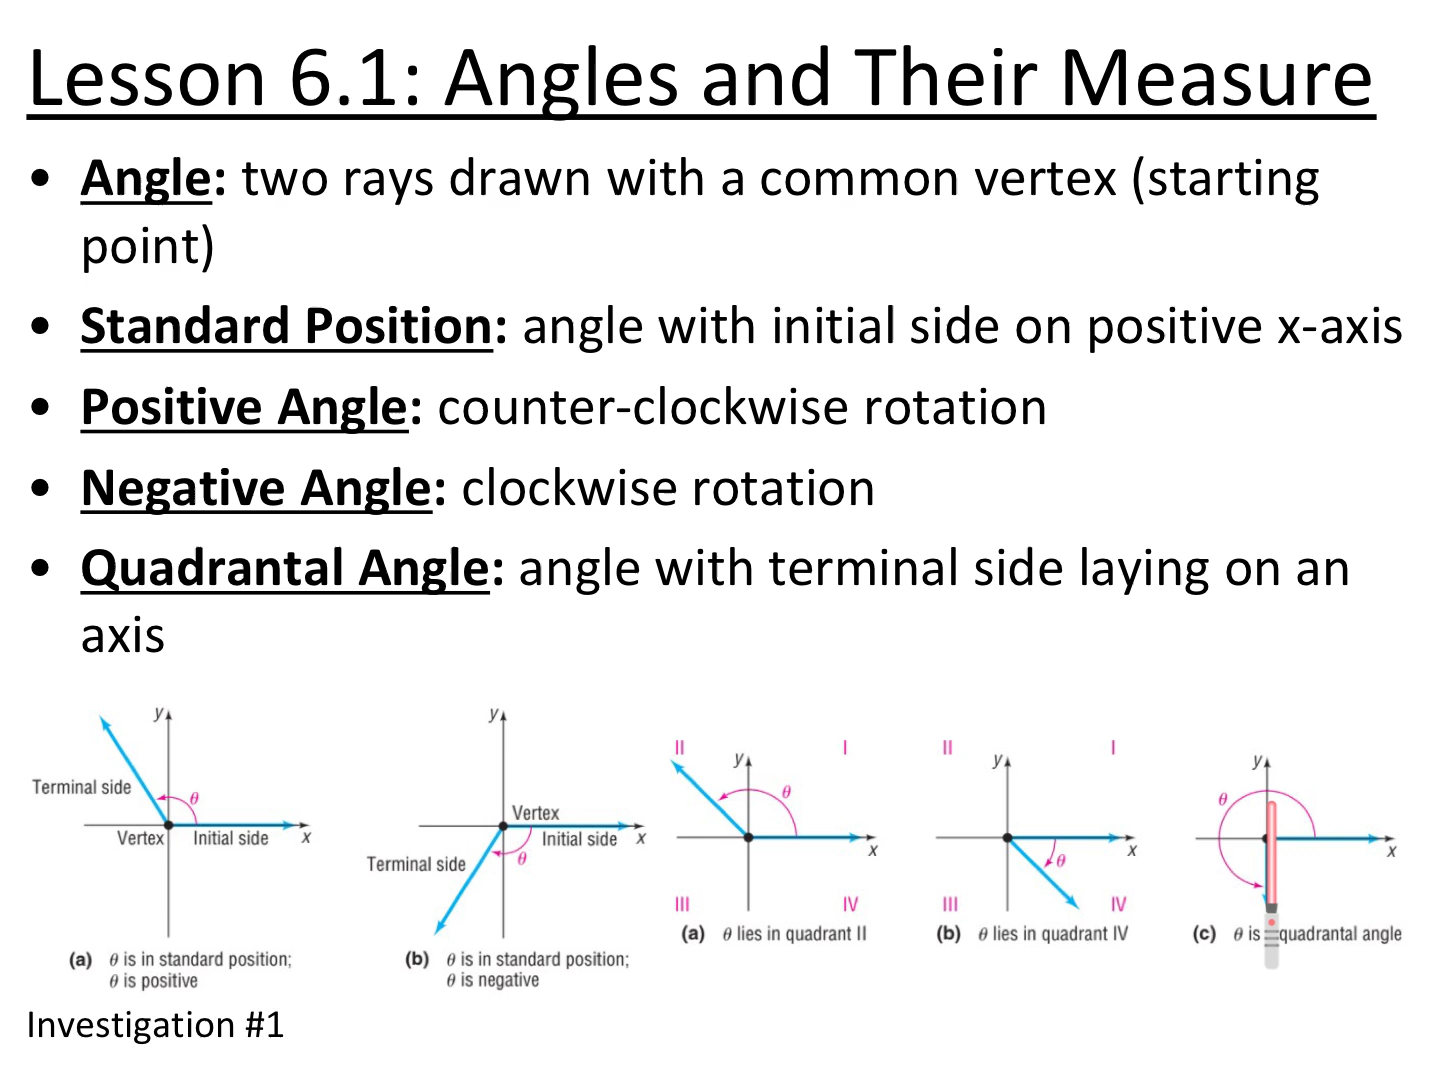 Lesson 6.1: Angles and Their Measure
• Angle: two rays drawn with a common vertex (starting
point)
• Standard Position: angle with initial side on positive x-axis
• Positive Angle: counter-clockwise rotation
• Negative Angle: clockwise rotation
• Quadrantal Angle: angle with terminal side laying on an
axis
y
Terminal side
θ
Vertex
Initial side
x
(a) θ is in standard position;
θ is positive
y
Vertex
Initial side
x
Terminal side
θ
(b) θ is in standard position;
θ is negative
II
I
y
θ
x
III
IV
(a) θ lies in quadrant II
II
I
y
θ
x
III
IV
(b) θ lies in quadrant IV
y
θ
x
(c) θ is quadrantal angle
Investigation #1